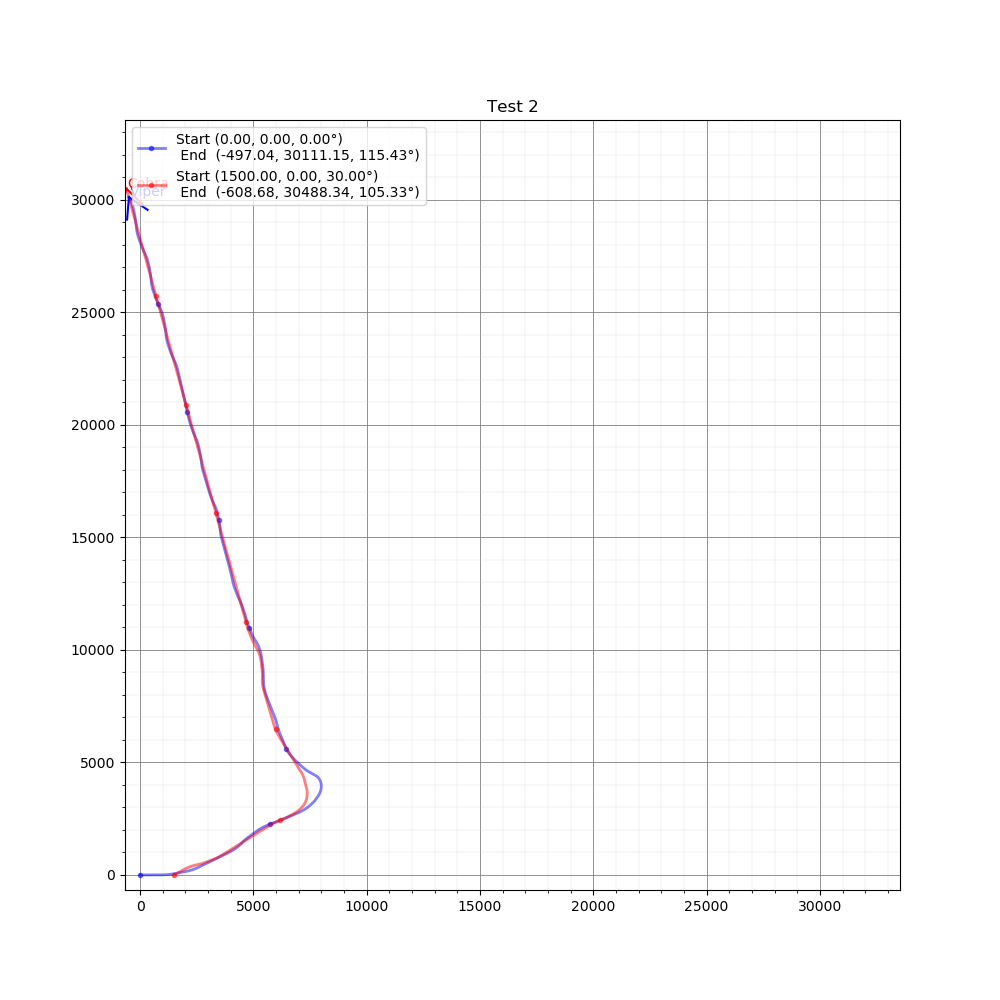 Test 2
Start (0.00, 0.00, 0.00°)
End (-497.04, 30111.15, 115.43°)
Start (1500.00, 0.00, 30.00°)
End (-608.68, 30488.34, 105.33°)
Cobra
Viper
30000
25000
20000
15000
10000
5000
0
0 5000 10000 15000 20000 25000 30000